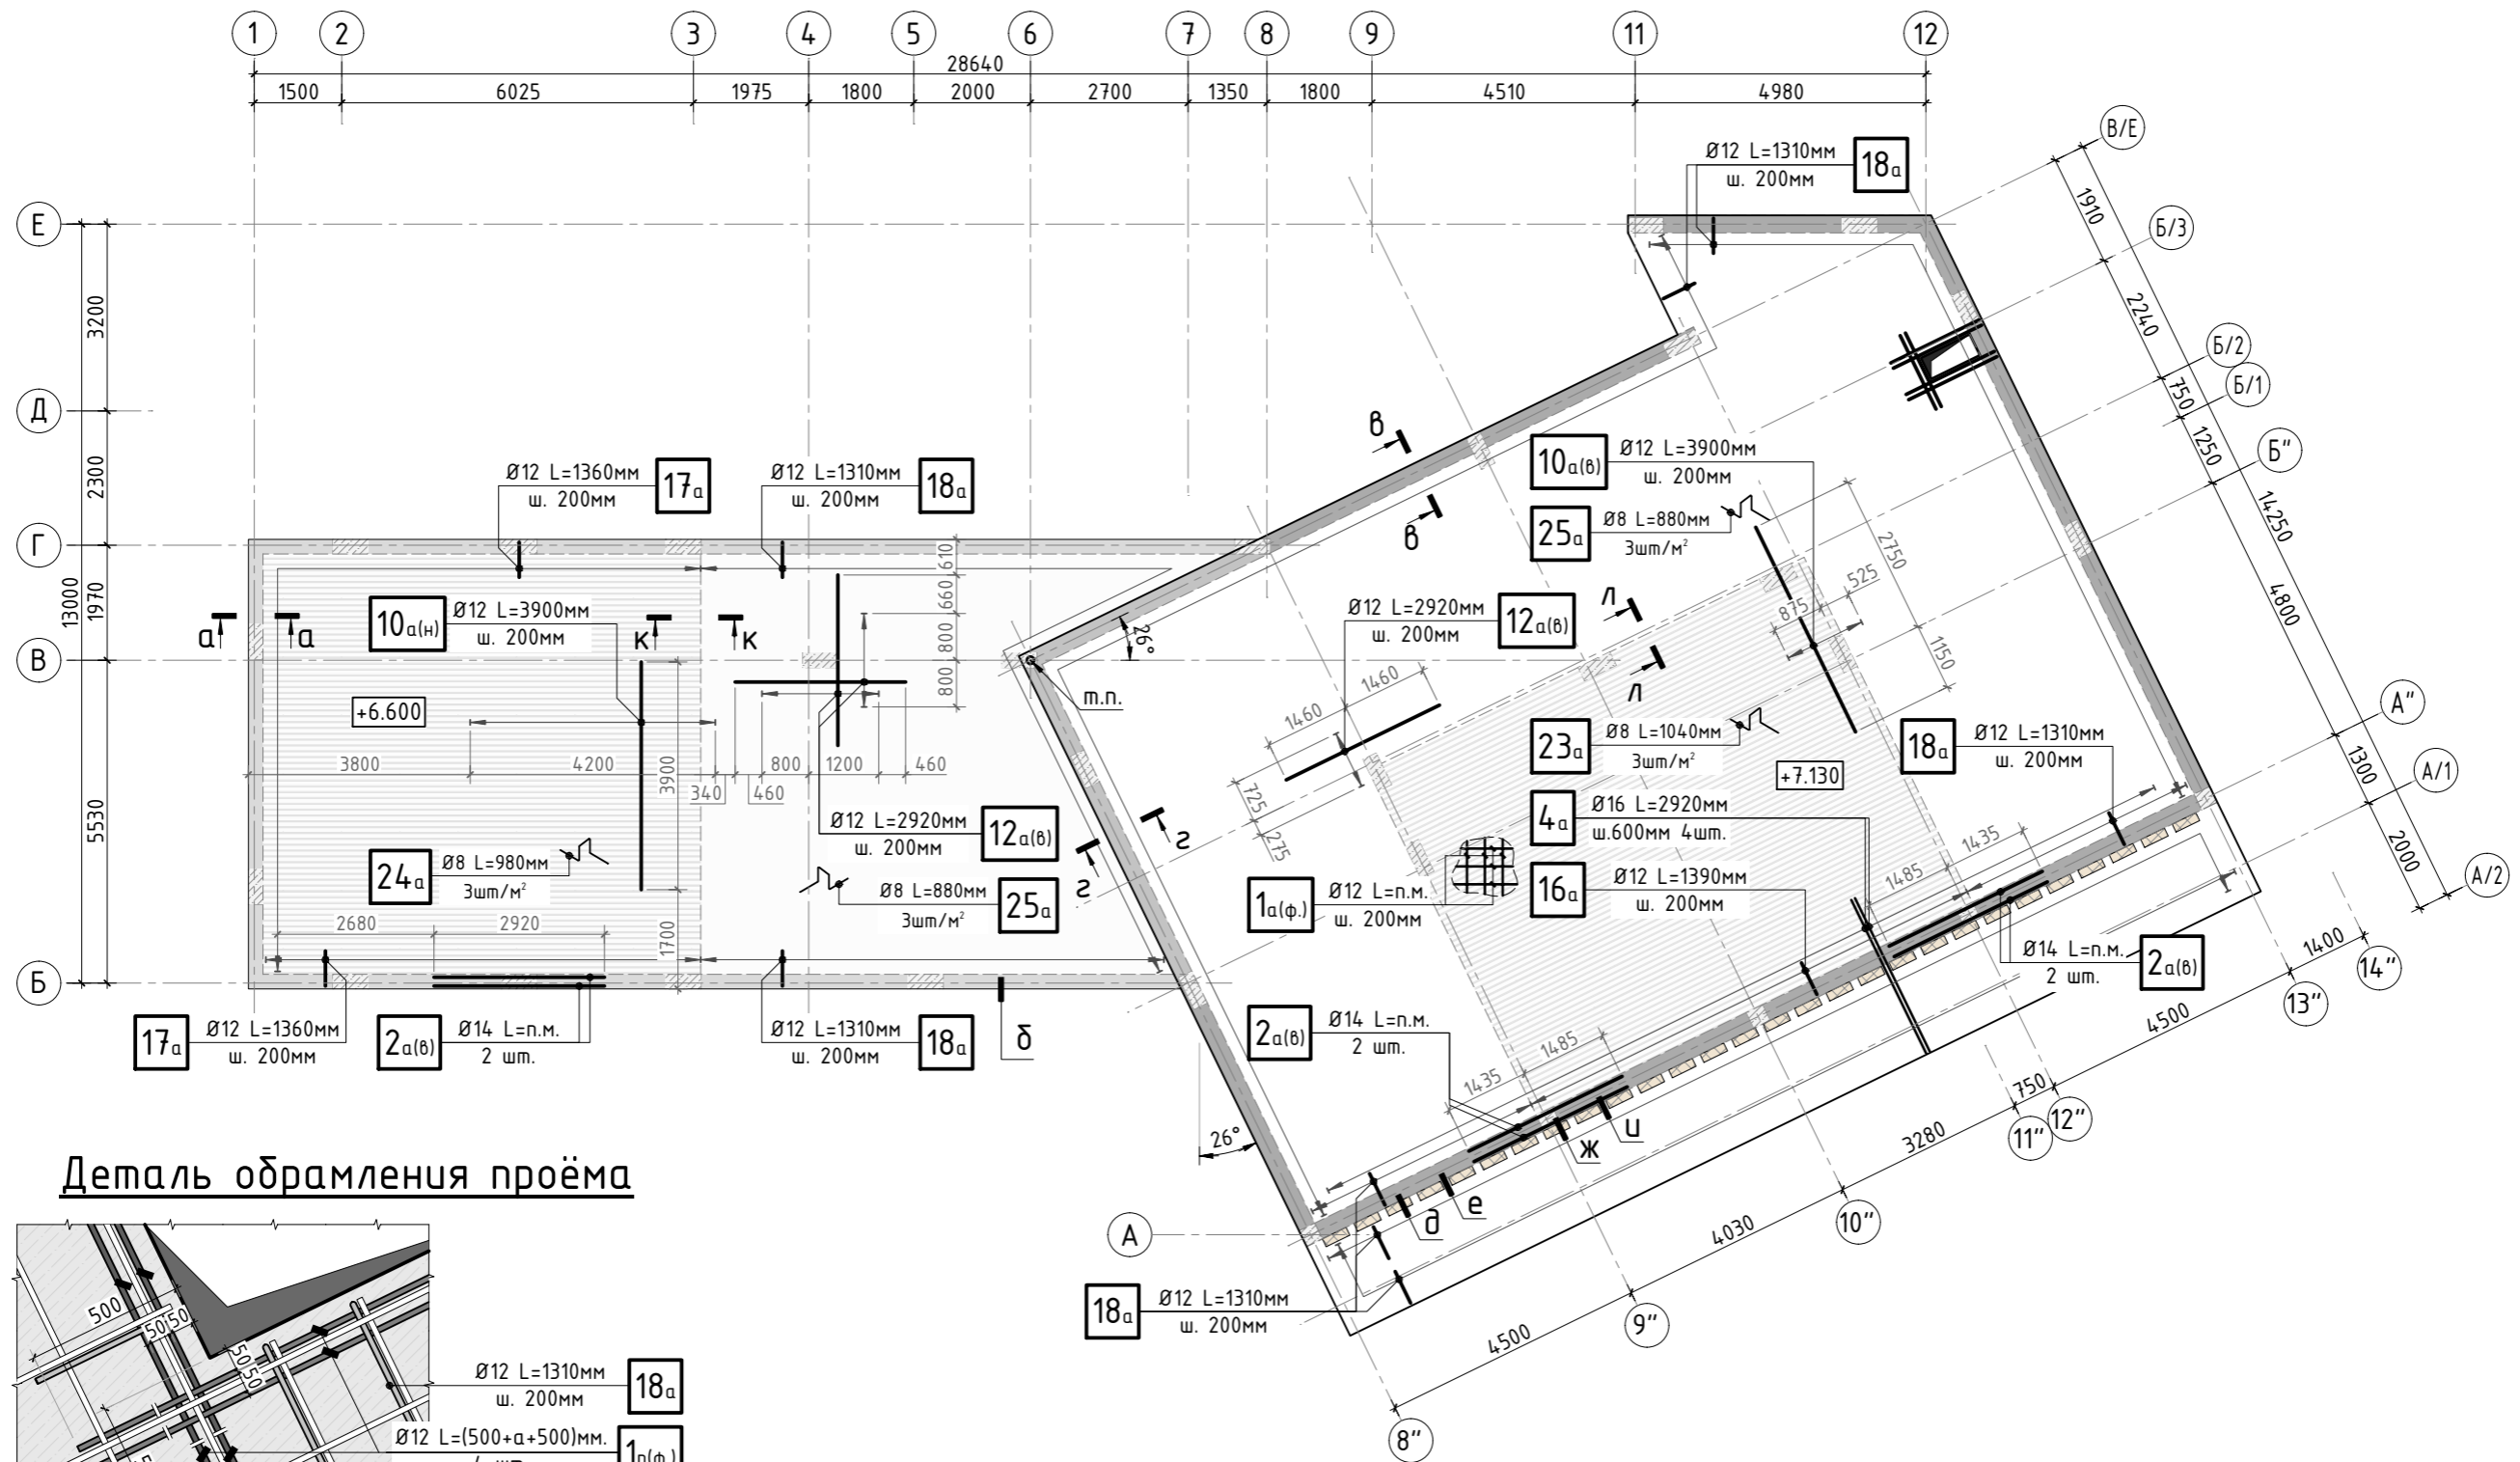 1 2 3 4 5 6 7 8 9 11 12
28640
1500 6025 1975 1800 2000 2700 1350 1800 4510 4980
Е
Д
Г
В
Б
А
3200
2300
1970
5530
13000
В/Е
Б/3
Б/2
Б/1
Б"
А"
А/1
А/2
1910
2240
750
1250
4800
1300
2000
14250
Ø12 L=1310мм
ш. 200мм
18а
Ø12 L=1360мм
ш. 200мм
17а
Ø12 L=1310мм
ш. 200мм
18а
10а(н)
Ø12 L=3900мм
ш. 200мм
а а
к к
+6.600
3800 4200 340 460 800 1200 460
3900
1700
610
660
800
800
26°
т.п.
Ø12 L=2920мм
ш. 200мм
12а(в)
24а
Ø8 L=980мм
3шт/м²
Ø8 L=880мм
3шт/м²
25а
2680 2920
17а
Ø12 L=1360мм
ш. 200мм
2а(в)
Ø14 L=п.м.
2 шт.
Ø12 L=1310мм
ш. 200мм
18а
б
г г
в
в
10а(в)
Ø12 L=3900мм
ш. 200мм
25а
Ø8 L=880мм
3шт/м²
2750
525
875
1150
Ø12 L=2920мм
ш. 200мм
12а(в)
л
л
1460
1460
725
275
23а
Ø8 L=1040мм
3шт/м²
+7.130
18а
Ø12 L=1310мм
ш. 200мм
4а
Ø16 L=2920мм
ш.600мм 4шт.
1а(ф.)
Ø12 L=п.м.
ш. 200мм
16а
Ø12 L=1390мм
ш. 200мм
1435
1485
Ø14 L=п.м.
2 шт.
2а(в)
2а(в)
Ø14 L=п.м.
2 шт.
1485
1435
26°
и
ж
е
д
18а
Ø12 L=1310мм
ш. 200мм
4500
4030
3280
750
4500
1400
8"
9"
10"
11"
12"
13"
14"
Деталь обрамления проёма
500
50 50
50 50
Ø12 L=1310мм
ш. 200мм
18а
Ø12 L=(500+а+500)мм.